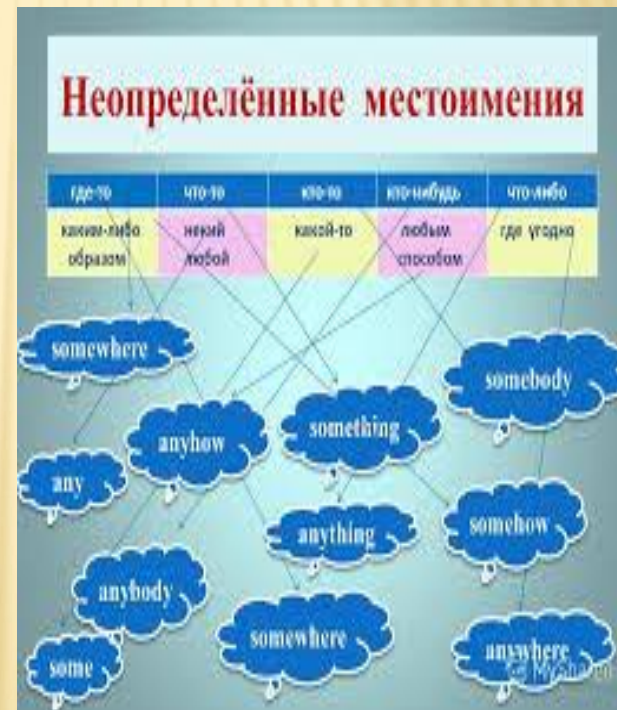 Неопределённые местоимения
где-то что-то кто-то кто-нибудь что-либо
каким-либо некий какой-то любым где угодно
образом любой способом
somewhere
somebody
anyhow something
any
somehow
anything
anybody
somewhere
some
anywhere